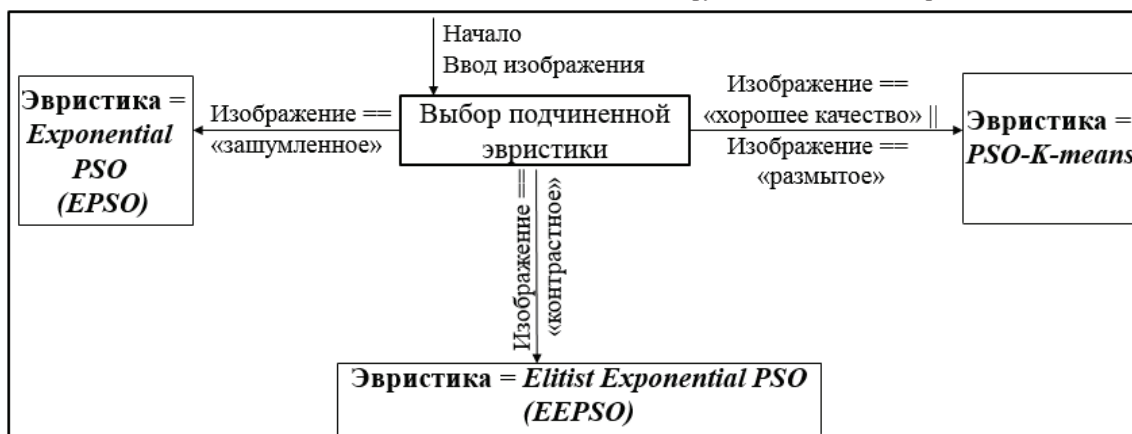 Начало
Ввод изображения
Эвристика =
Exponential
PSO
(EPSO)
Изображение ==
«зашумленное»
Выбор подчиненной
эвристики
Изображение ==
«хорошее качество» ||
Изображение ==
«размытое»
Эвристика =
PSO-K-means
Изображение ==
«контрастное»
Эвристика = Elitist Exponential PSO
(EEPSO)